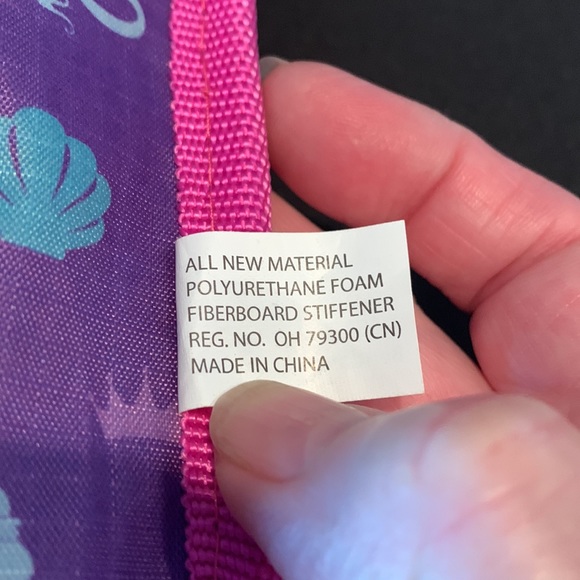 ALL NEW MATERIAL
POLYURETHANE FOAM
FIBERBOARD STIFFENER
REG. NO. OH 79300 (CN)
MADE IN CHINA